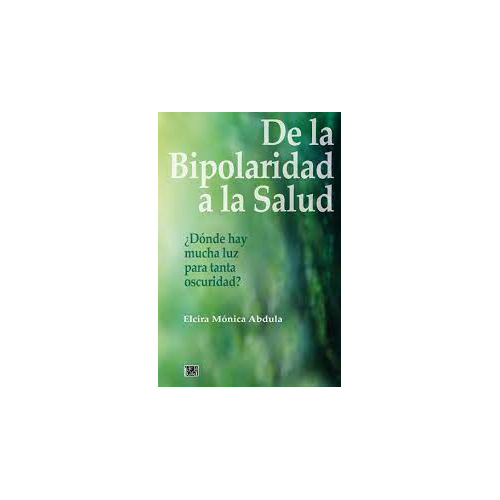 De la
Bipolaridad
a la Salud
¿Dónde hay
mucha luz
para tanta
oscuridad?
Elcira Mónica Abdula